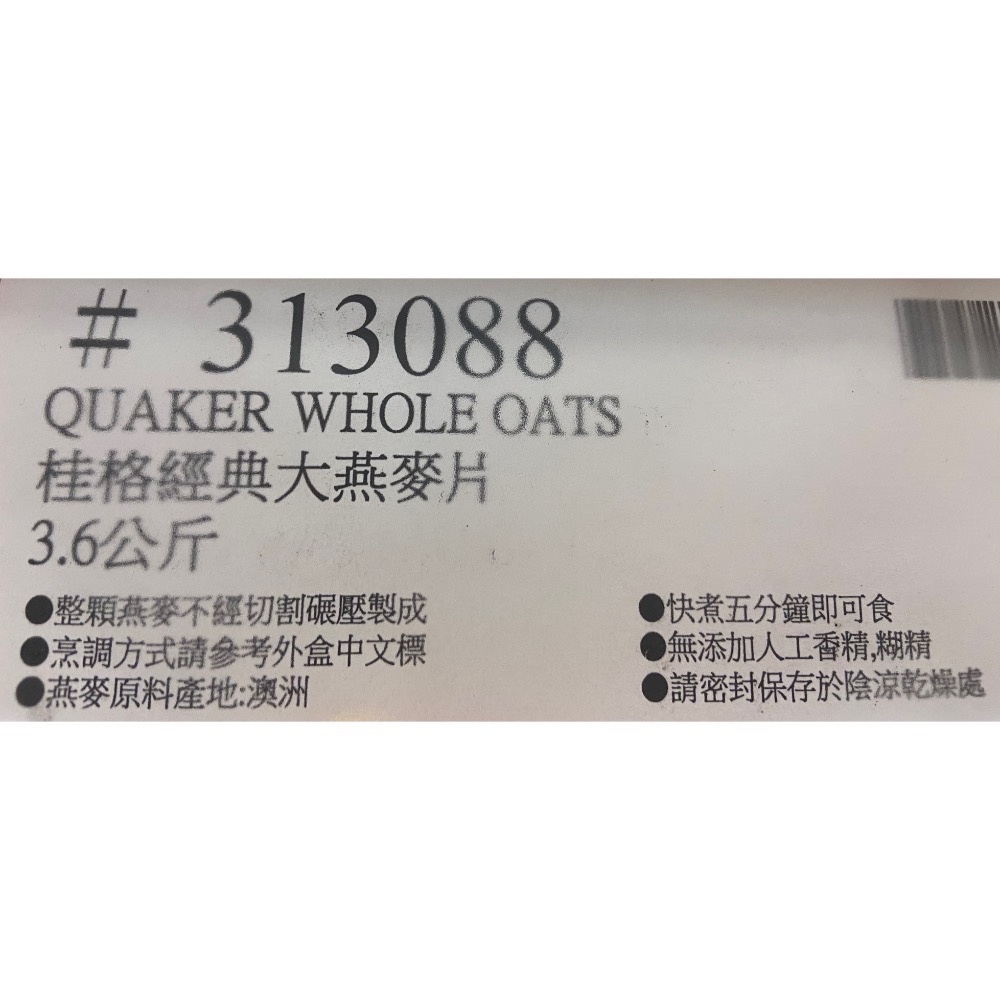 # 313088
QUAKER WHOLE OATS
桂格經典大燕麥片
3.6公斤
●整顆燕麥不經切割碾壓製成
●烹調方式請參考外盒中文標
●燕麥原料產地:澳洲
●快煮五分鐘即可食
●無添加人工香精,糊精
●請密封保存於陰涼乾燥處